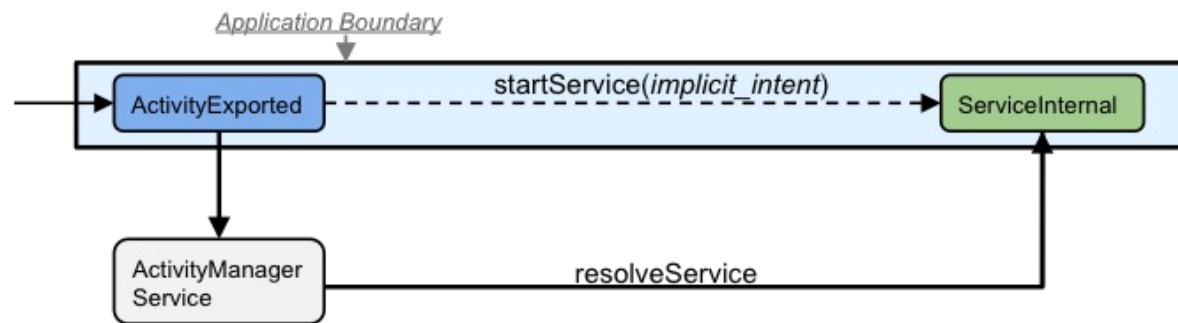 Application Boundary
startService(implicit_intent)
ActivityExported
ServiceInternal
ActivityManager
Service
resolveService